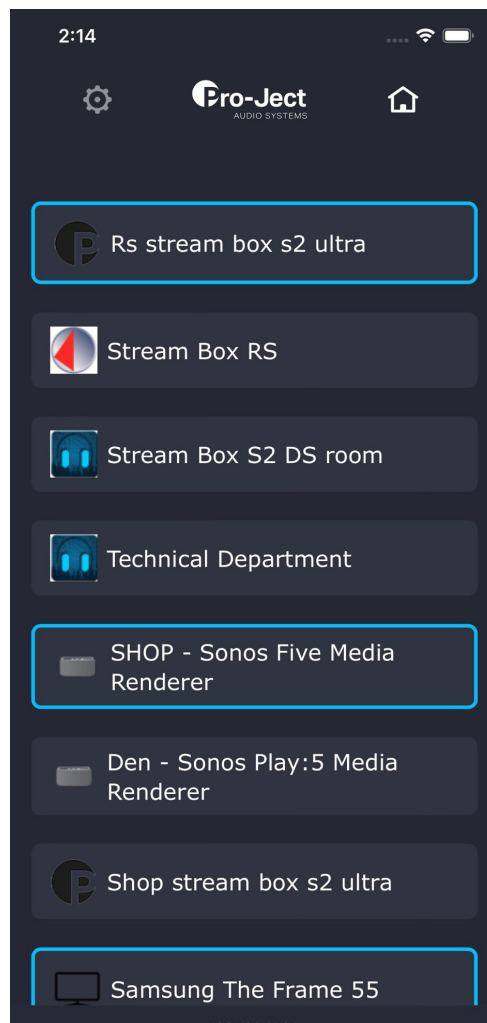 2:14
Pro-Ject
AUDIO SYSTEMS
Rs stream box s2 ultra
Stream Box RS
Stream Box S2 DS room
Technical Department
SHOP - Sonos Five Media
Renderer
Den - Sonos Play:5 Media
Renderer
Shop stream box s2 ultra
Samsung The Frame 55